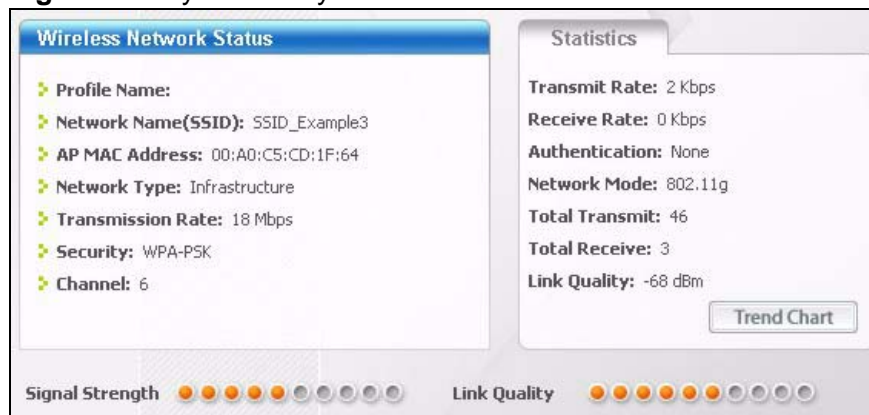 Wireless Network Status
Profile Name:
Network Name(SSID): SSID_Example3
AP MAC Address: 00:A0:C5:CD:1F:64
Network Type: Infrastructure
Transmission Rate: 18 Mbps
Security: WPA-PSK
Channel: 6
Statistics
Transmit Rate: 2 Kbps
Receive Rate: 0 Kbps
Authentication: None
Network Mode: 802.11g
Total Transmit: 46
Total Receive: 3
Link Quality: -68 dBm
Trend Chart
Signal Strength
Link Quality